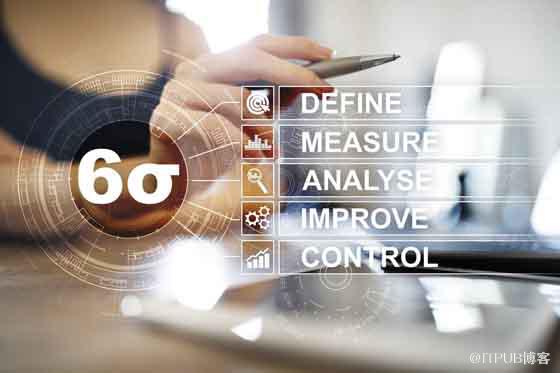 6σ
DEFINE
MEASURE
ANALYSE
IMPROVE
CONTROL
@ITPUB博客